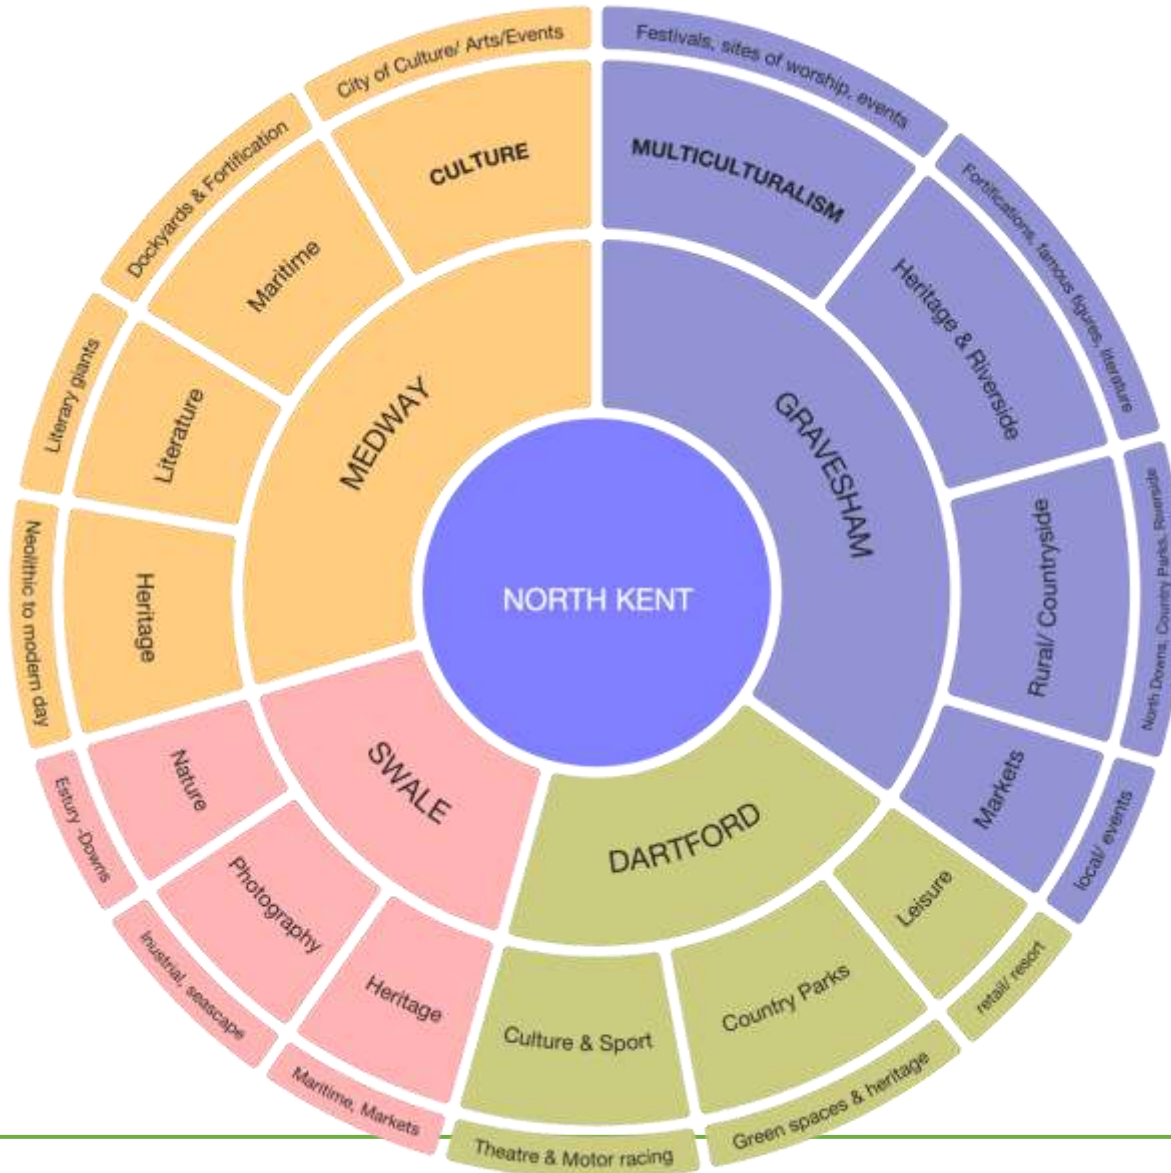 NORTH KENT
GRAVESHAM
MULTICULTURALISM
Festivals, sites of worship, events
Heritage & Riverside
Fortifications, famous figures, literature
Rural/ Countryside
North Downs, Country Parks, Riverside
Markets
local/ events
DARTFORD
Leisure
retail/ resort
Country Parks
Green spaces & heritage
Culture & Sport
Theatre & Motor racing
SWALE
Heritage
Maritime, Markets
Photography
Inustrial, seascape
Nature
Estury -Downs
MEDWAY
Heritage
Neolithic to modern day
Literature
Literary giants
Maritime
Dockyards & Fortification
CULTURE
City of Culture/ Arts/Events